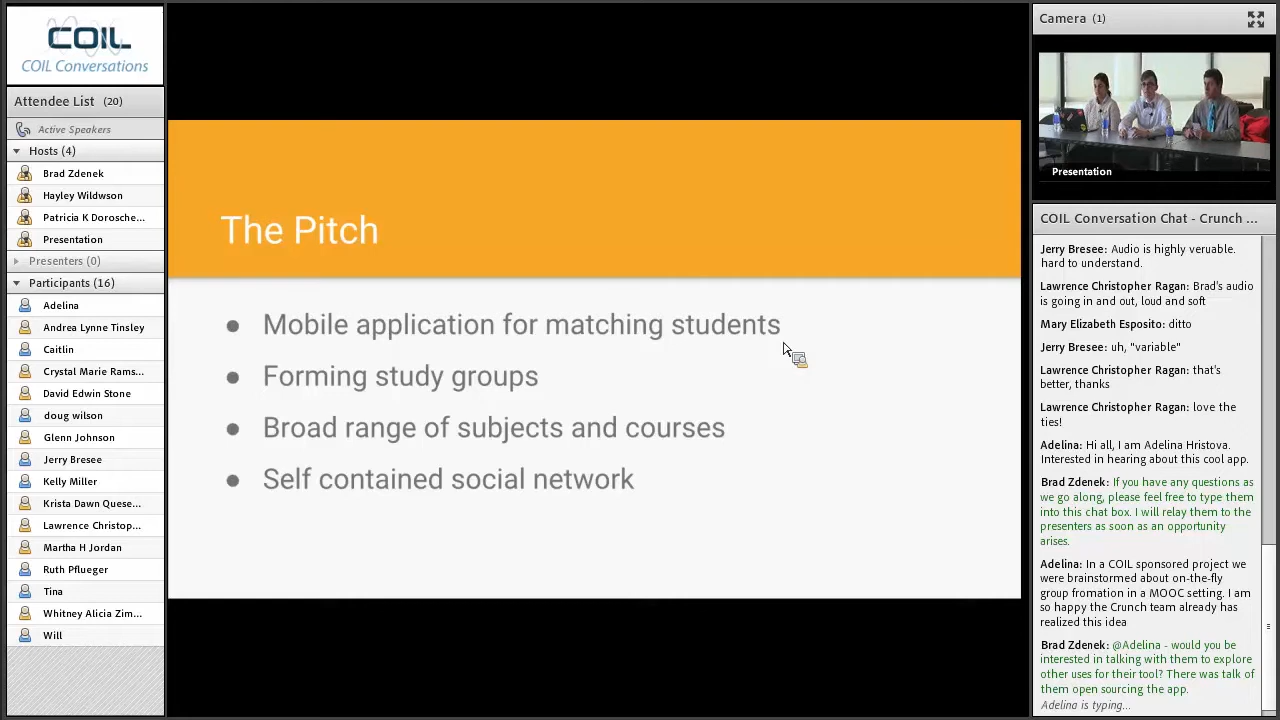 COIL
COIL Conversations
Attendee List (20)
Active Speakers
Hosts (4)
Brad Zdenek
Hayley Wildwson
Patricia K Dorosche...
Presentation
Presenters (0)
Participants (16)
Adelina
Andrea Lynne Tinsley
Caitlin
Crystal Marie Rams...
David Edwin Stone
doug wilson
Glenn Johnson
Jerry Bresee
Kelly Miller
Krista Dawn Quese...
Lawrence Christop...
Martha H Jordan
Ruth Pflueger
Tina
Whitney Alicia Zim...
Will
The Pitch
● Mobile application for matching students
● Forming study groups
● Broad range of subjects and courses
● Self contained social network
Camera (1)
Presentation
COIL Conversation Chat - Crunch ...
Jerry Bresee: Audio is highly veruable.
hard to understand.
Lawrence Christopher Ragan: Brad's audio
is going in and out, loud and soft
Mary Elizabeth Esposito: ditto
Jerry Bresee: uh, "variable"
Lawrence Christopher Ragan: that's
better, thanks
Lawrence Christopher Ragan: love the
ties!
Adelina: Hi all, I am Adelina Hristova.
Interested in hearing about this cool app.
Brad Zdenek: If you have any questions as
we go along, please feel free to type them
into this chat box. I will relay them to the
presenters as soon as an opportunity
arises.
Adelina: In a COIL sponsored project we
were brainstormed about on-the-fly
group fromation in a MOOC setting. I am
so happy the Crunch team already has
realized this idea
Brad Zdenek: @Adelina - would you be
interested in talking with them to explore
other uses for their tool? There was talk of
them open sourcing the app.
Adelina is typing...